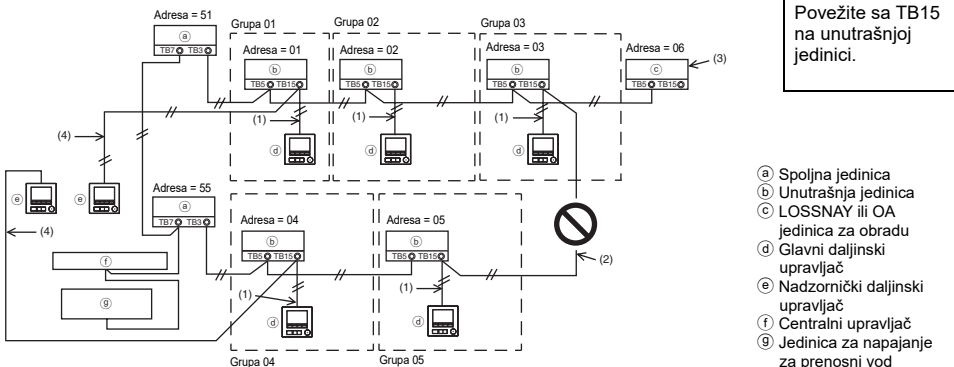 Adresa = 51
ⓐ
TB7 TB3
Grupa 01
Adresa = 01
ⓑ
TB5 TB15
(1)
ⓓ
Grupa 02
Adresa = 02
ⓑ
TB5 TB15
(1)
ⓓ
Grupa 03
Adresa = 03
ⓑ
TB5 TB15
(1)
ⓓ
Adresa = 06
ⓒ
TB5 TB15
(3)
Povežite sa TB15
na unutrašnjoj
jedinici.
(4)
ⓔ
ⓔ
(4)
Adresa = 55
ⓐ
TB7 TB3
ⓕ
ⓖ
Adresa = 04
ⓑ
TB5 TB15
(1)
ⓓ
Grupa 04
Adresa = 05
ⓑ
TB5 TB15
(1)
ⓓ
Grupa 05
(2)
ⓐ Spoljna jedinica
ⓑ Unutrašnja jedinica
ⓒ LOSSNAY ili OA
jedinica za obradu
ⓓ Glavni daljinski
upravljač
ⓔ Nadzornički daljinski
upravljač
ⓕ Centralni upravljač
ⓖ Jedinica za napajanje
za prenosni vod